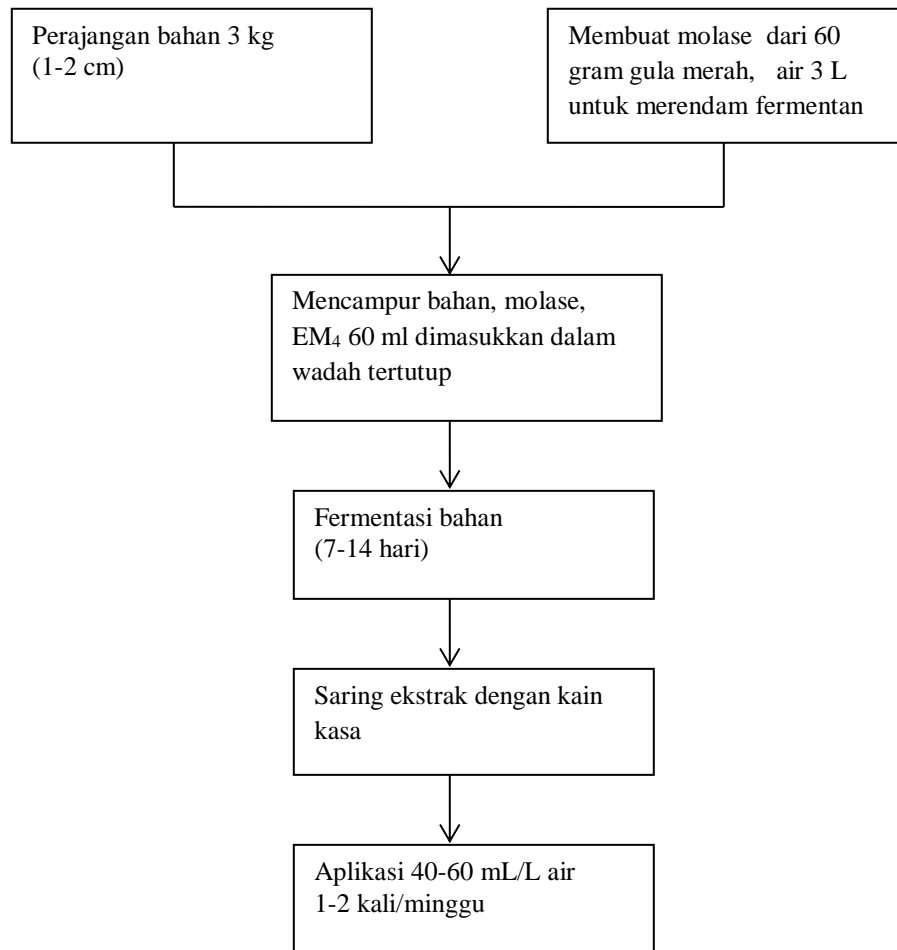 Perajangan bahan 3 kg
(1-2 cm)
Membuat molase dari 60
gram gula merah, air 3 L
untuk merendam fermentan
Mencampur bahan, molase,
EM₄ 60 ml dimasukkan dalam
wadah tertutup
Fermentasi bahan
(7-14 hari)
Saring ekstrak dengan kain
kasa
Aplikasi 40-60 mL/L air
1-2 kali/minggu